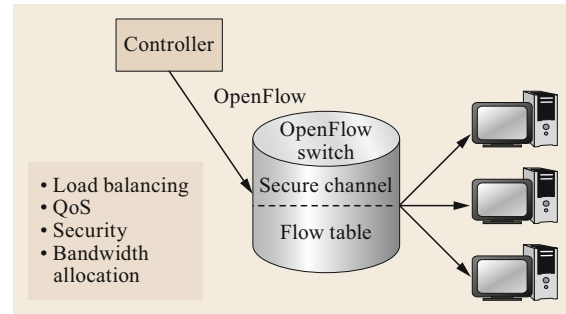 Controller
OpenFlow
OpenFlow
switch
Secure channel
Flow table
• Load balancing
• QoS
• Security
• Bandwidth
allocation